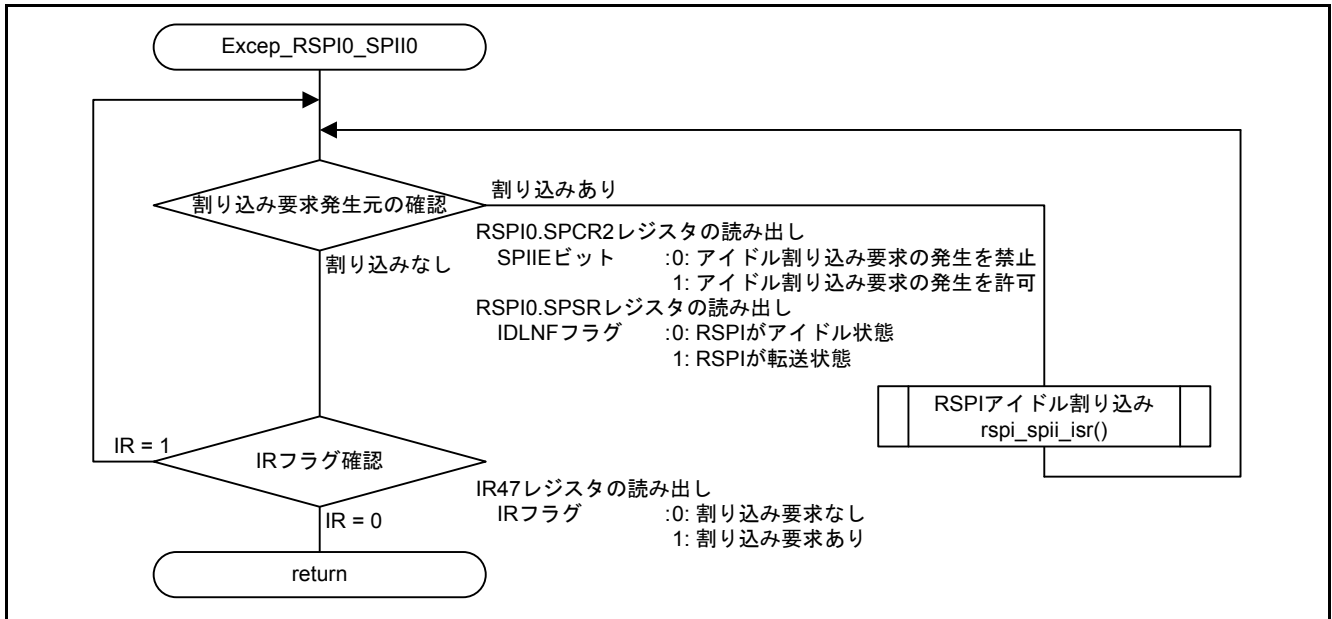 Excep_RSPI0_SPII0
割り込み要求発生元の確認
割り込みあり
RSPI0.SPCR2レジスタの読み出し
SPIIEビット :0: アイドル割り込み要求の発生を禁止
1: アイドル割り込み要求の発生を許可
RSPI0.SPSRレジスタの読み出し
IDLNFフラグ :0: RSPIがアイドル状態
1: RSPIが転送状態
割り込みなし
RSPIアイドル割り込み
rspi_spii_isr()
IR = 1
IRフラグ確認
IR47レジスタの読み出し
IRフラグ :0: 割り込み要求なし
1: 割り込み要求あり
IR = 0
return